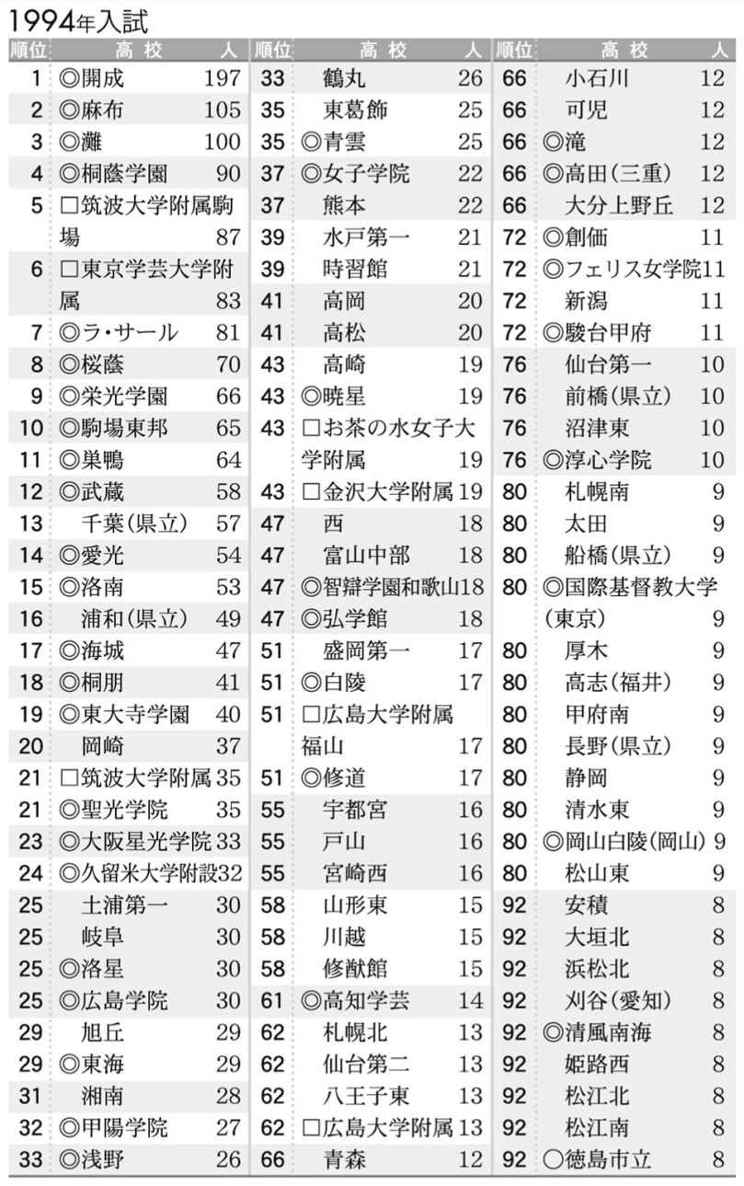 1994年入試
順位 高校 人
1 ◎開成 197
2 ◎麻布 105
3 ◎灘 100
4 ◎桐蔭学園 90
5 □筑波大学附属駒
場 87
6 □東京学芸大学附
属 83
7 ◎ラ・サール 81
8 ◎桜蔭 70
9 ◎栄光学園 66
10 ◎駒場東邦 65
11 ◎巣鴨 64
12 ◎武蔵 58
13 千葉(県立) 57
14 ◎愛光 54
15 ◎洛南 53
16 浦和(県立) 49
17 ◎海城 47
18 ◎桐朋 41
19 ◎東大寺学園 40
20 岡崎 37
21 □筑波大学附属 35
21 ◎聖光学院 35
23 ◎大阪星光学院 33
24 ◎久留米大学附設 32
25 土浦第一 30
25 岐阜 30
25 ◎洛星 30
25 ◎広島学院 30
29 旭丘 29
29 ◎東海 29
31 湘南 28
32 ◎甲陽学院 27
33 ◎浅野 26
順位 高校 人
33 鶴丸 26
35 東葛飾 25
35 ◎青雲 25
37 ◎女子学院 22
37 熊本 22
39 水戸第一 21
39 時習館 21
41 高岡 20
41 高松 20
43 高崎 19
43 ◎暁星 19
43 □お茶の水女子大
学附属 19
43 □金沢大学附属 19
47 西 18
47 富山中部 18
47 ◎智辯学園和歌山 18
47 ◎弘学館 18
51 盛岡第一 17
51 ◎白陵 17
51 □広島大学附属
福山 17
51 ◎修道 17
55 宇都宮 16
55 戸山 16
55 宮崎西 16
58 山形東 15
58 川越 15
58 修猷館 15
61 ◎高知学芸 14
62 札幌北 13
62 仙台第二 13
62 八王子東 13
62 □広島大学附属 13
66 青森 12
順位 高校 人
66 小石川 12
66 可児 12
66 ◎滝 12
66 ◎高田(三重) 12
66 大分上野丘 12
72 ◎創価 11
72 ◎フェリス女学院 11
72 新潟 11
72 ◎駿台甲府 11
76 仙台第一 10
76 前橋(県立) 10
76 沼津東 10
76 ◎淳心学院 10
80 札幌南 9
80 太田 9
80 船橋(県立) 9
80 ◎国際基督教大学
(東京) 9
80 厚木 9
80 高志(福井) 9
80 甲府南 9
80 長野(県立) 9
80 静岡 9
80 清水東 9
80 ◎岡山白陵(岡山) 9
80 松山東 9
92 安積 8
92 大垣北 8
92 浜松北 8
92 刈谷(愛知) 8
92 ◎清風南海 8
92 姫路西 8
92 松江北 8
92 松江南 8
92 ○徳島市立 8